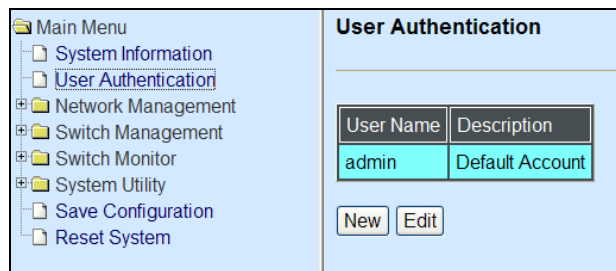 Main Menu
System Information
User Authentication
Network Management
Switch Management
Switch Monitor
System Utility
Save Configuration
Reset System
User Authentication
User Name Description
admin Default Account
New Edit